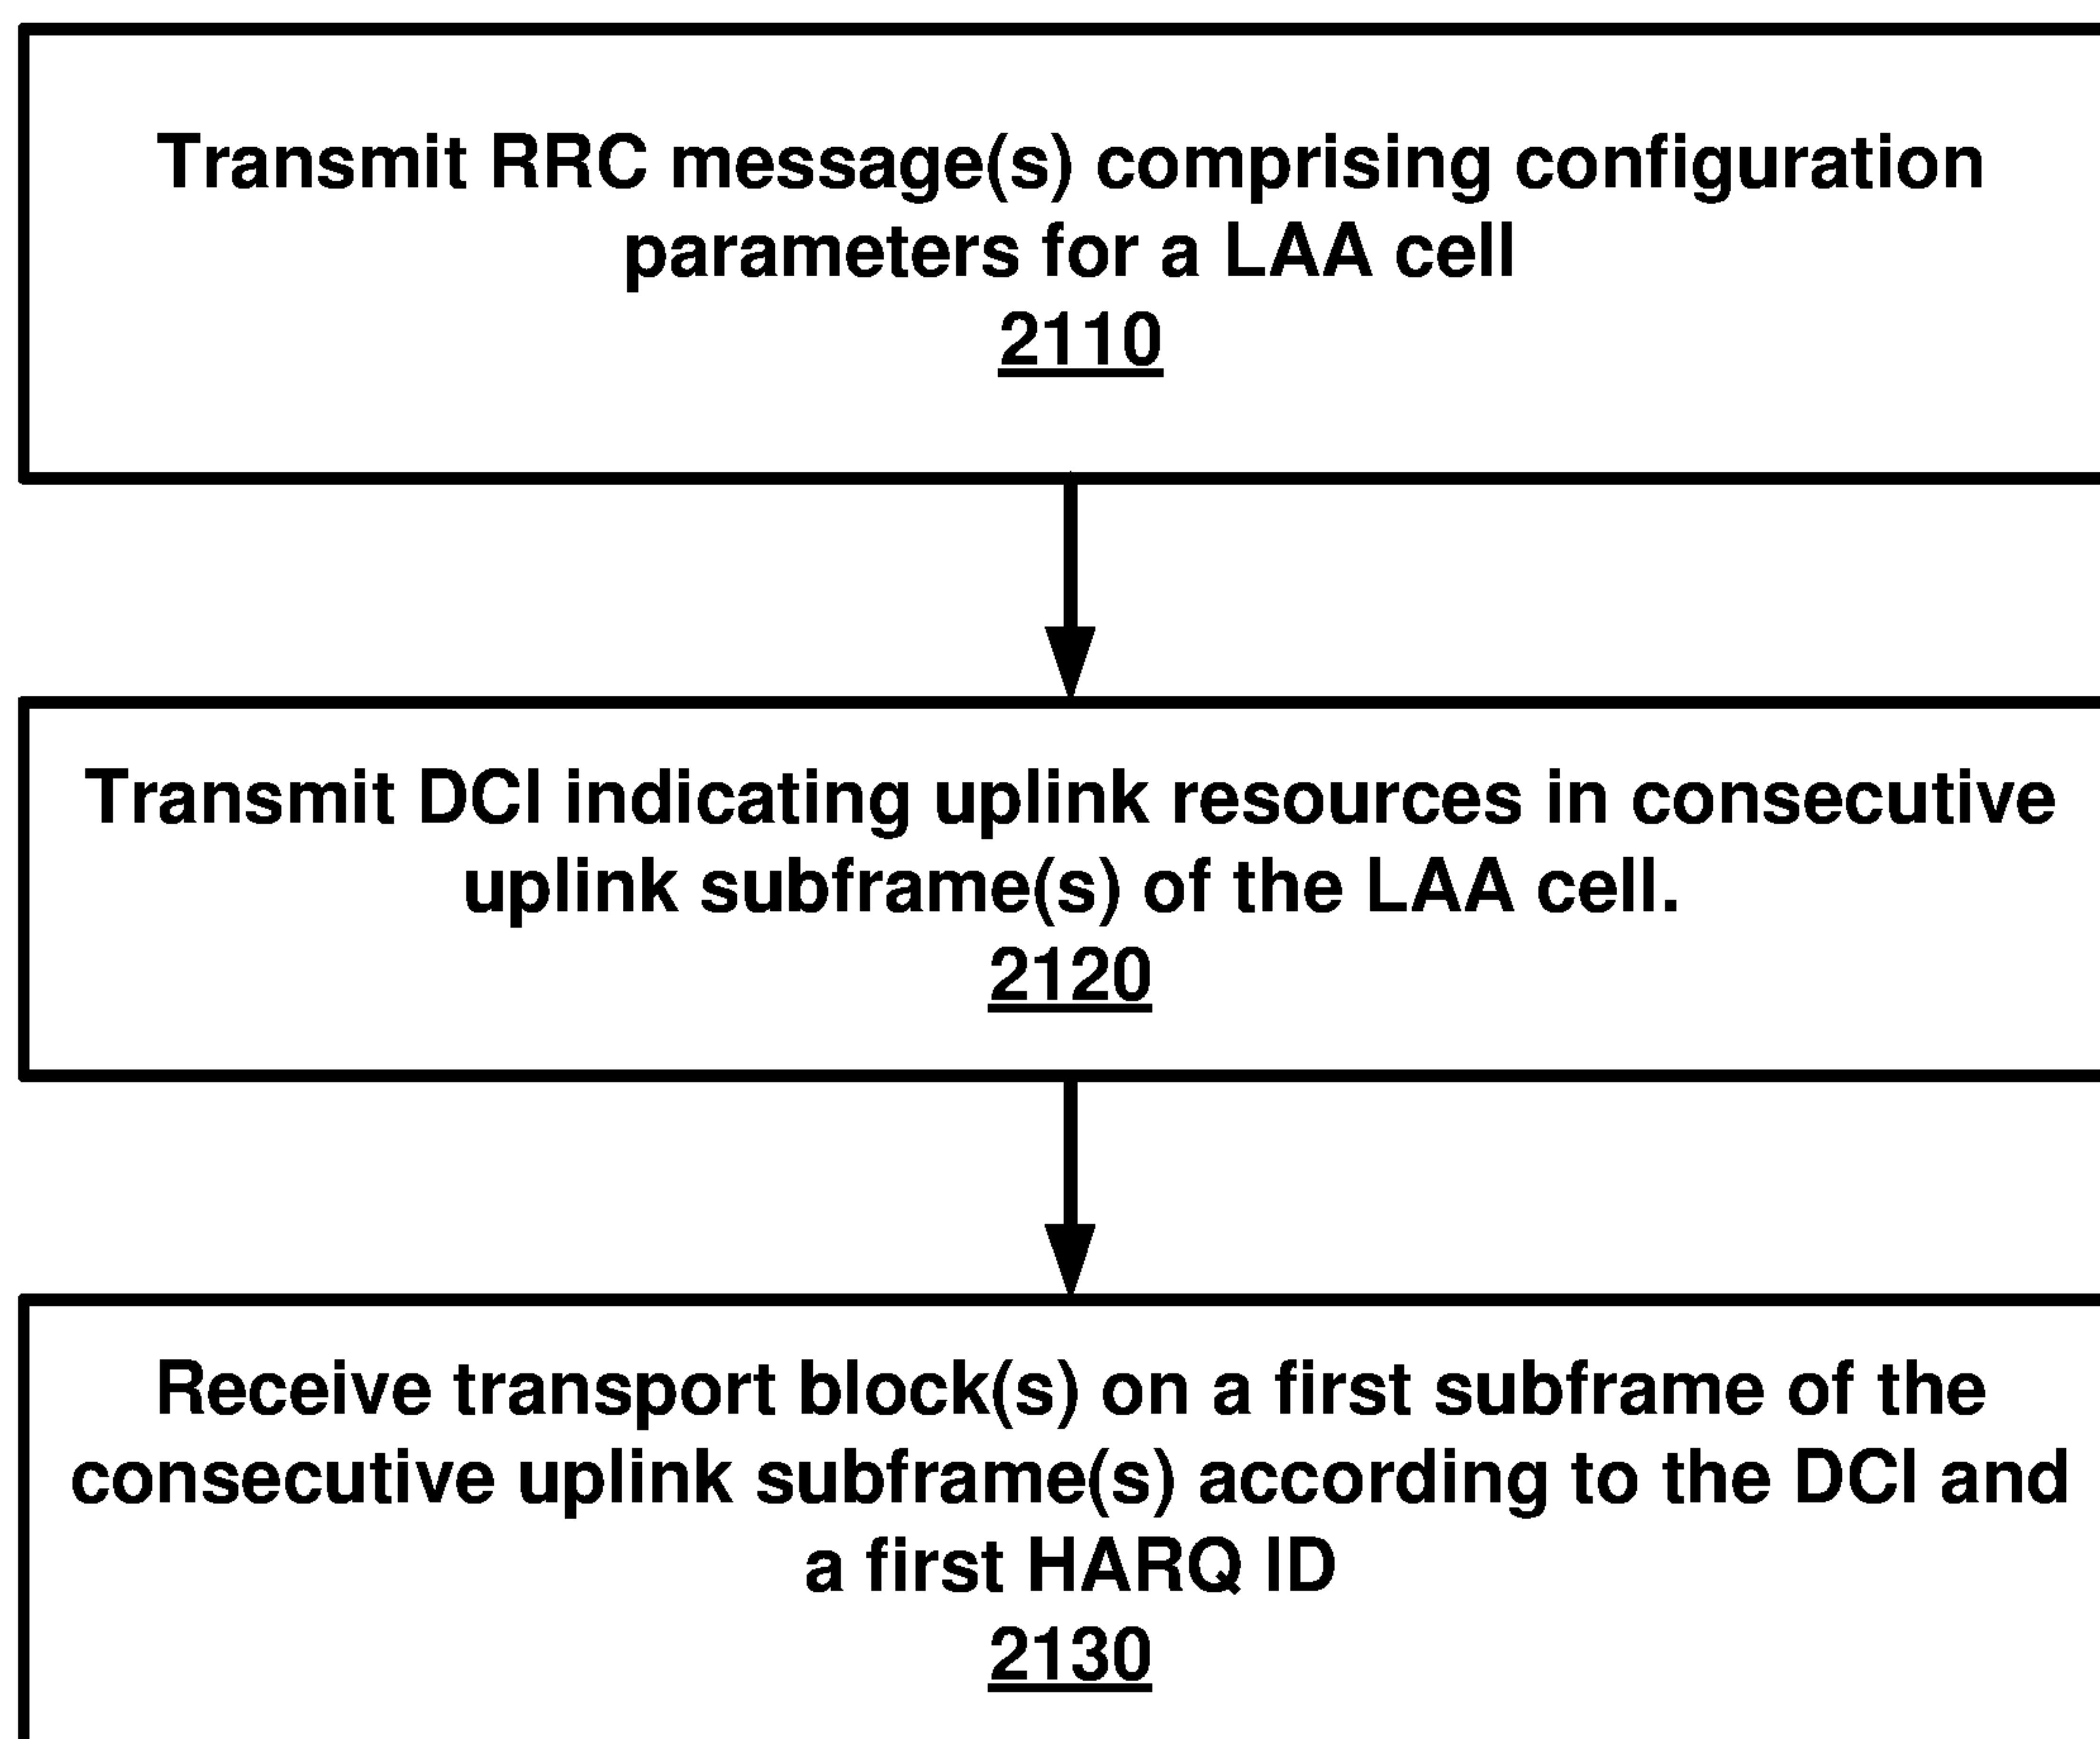 Transmit RRC message(s) comprising configuration
parameters for a LAA cell
2110
Transmit DCI indicating uplink resources in consecutive
uplink subframe(s) of the LAA cell.
2120
Receive transport block(s) on a first subframe of the
consecutive uplink subframe(s) according to the DCI and
a first HARQ ID
2130